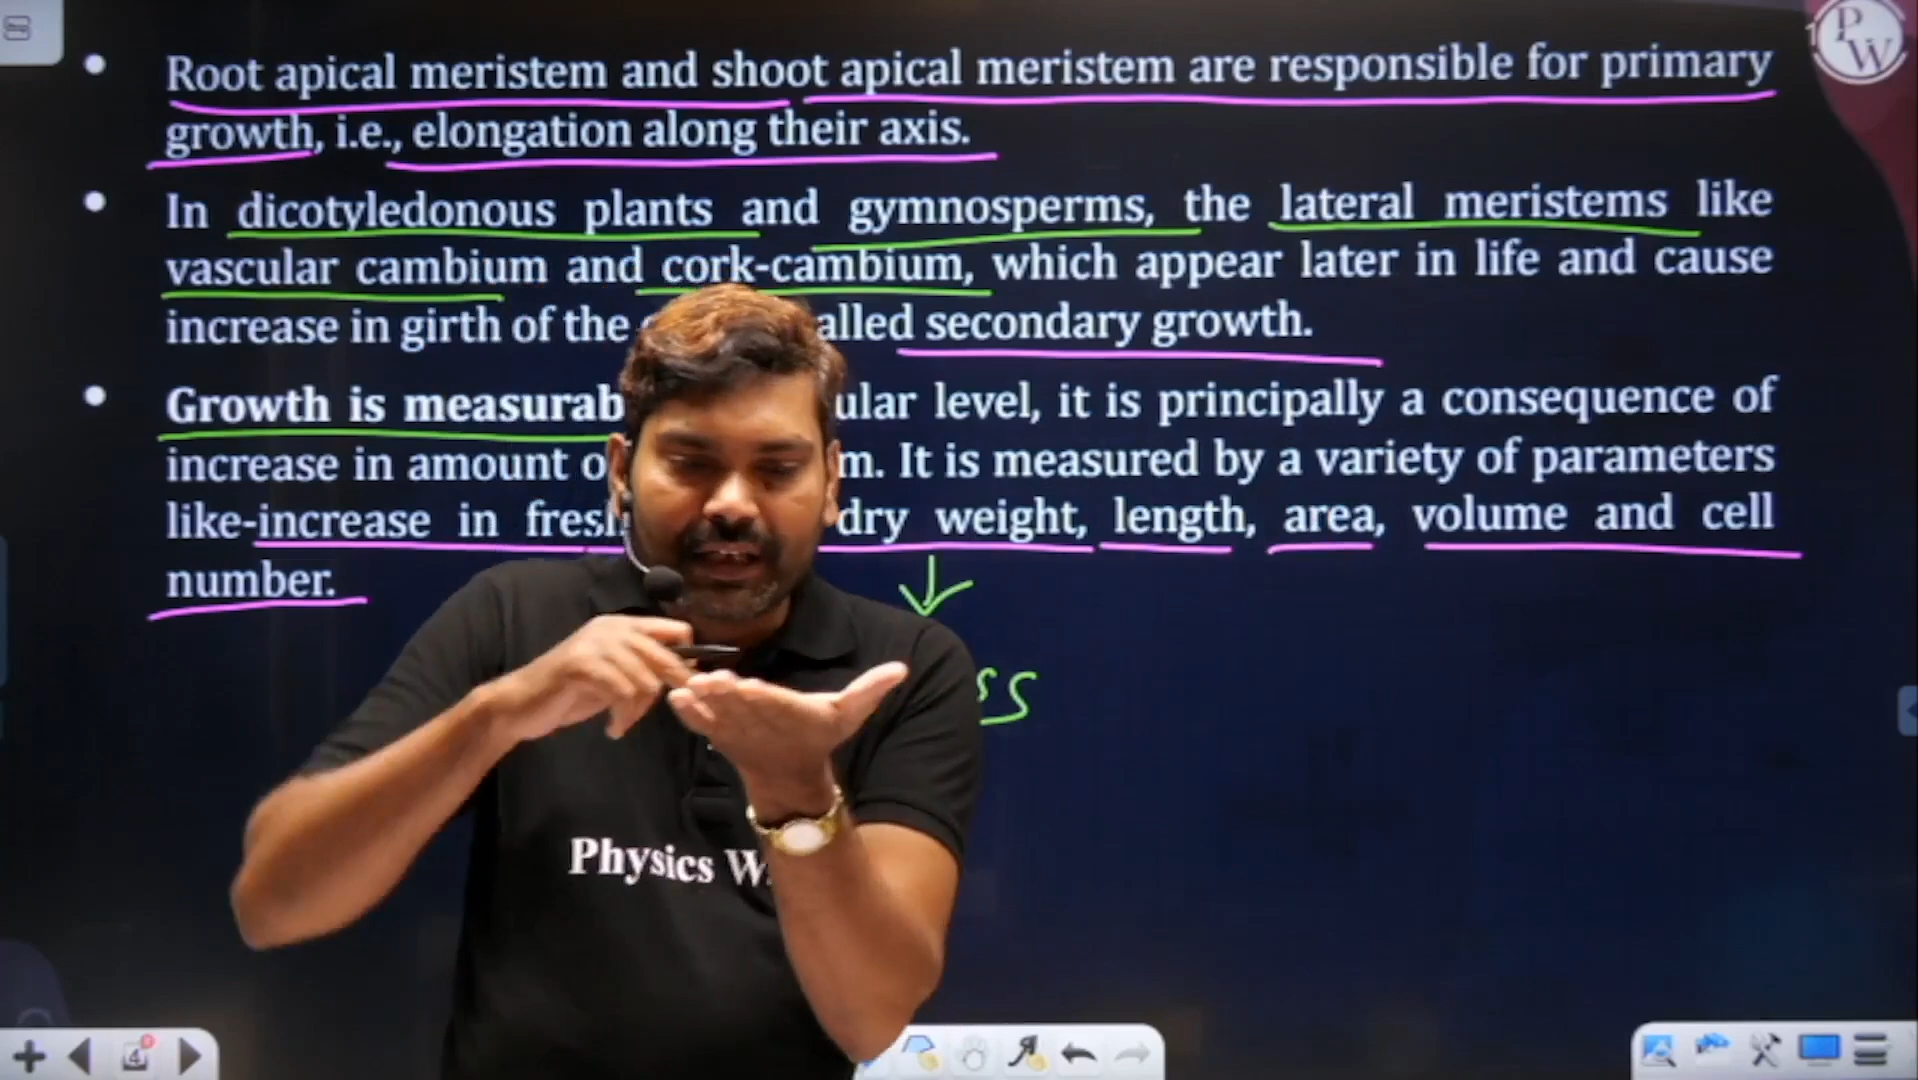 Root apical meristem and shoot apical meristem are responsible for primary
growth, i.e., elongation along their axis.
In dicotyledonous plants and gymnosperms, the lateral meristems like
vascular cambium and cork-cambium, which appear later in life and cause
increase in girth of the alled secondary growth.
Growth is measurab ular level, it is principally a consequence of
increase in amount o m. It is measured by a variety of parameters
like-increase in fresh dry weight, length, area, volume and cell
number.
ss
Physics W
PW
4